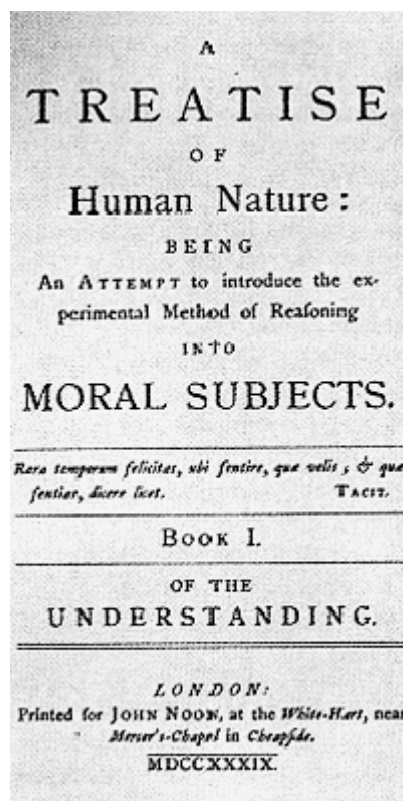 A
TREATISE
OF
Human Nature:
BEING
An ATTEMPT to introduce the ex-
perimental Method of Reaſoning
INTO
MORAL SUBJECTS.
Rara temporum felicitas, ubi ſentire, quæ velis; & quæ
ſentias, dicere licet. TACIT.
BOOK I.
OF THE
UNDERSTANDING.
LONDON:
Printed for JOHN NOON, at the White-Hart, near
Mercer's-Chapel in Cheapſide.
MDCCXXXIX.